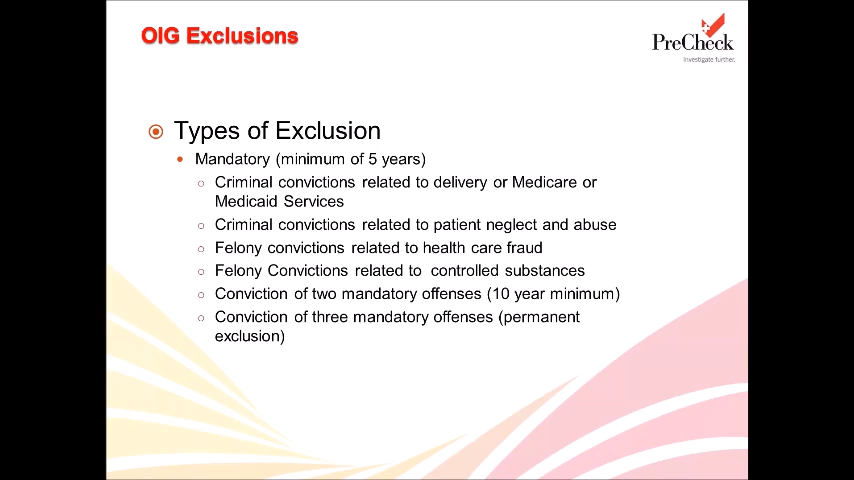 OIG Exclusions
PreCheck
Investigate further.
Types of Exclusion
Mandatory (minimum of 5 years)
Criminal convictions related to delivery or Medicare or
Medicaid Services
Criminal convictions related to patient neglect and abuse
Felony convictions related to health care fraud
Felony Convictions related to controlled substances
Conviction of two mandatory offenses (10 year minimum)
Conviction of three mandatory offenses (permanent
exclusion)